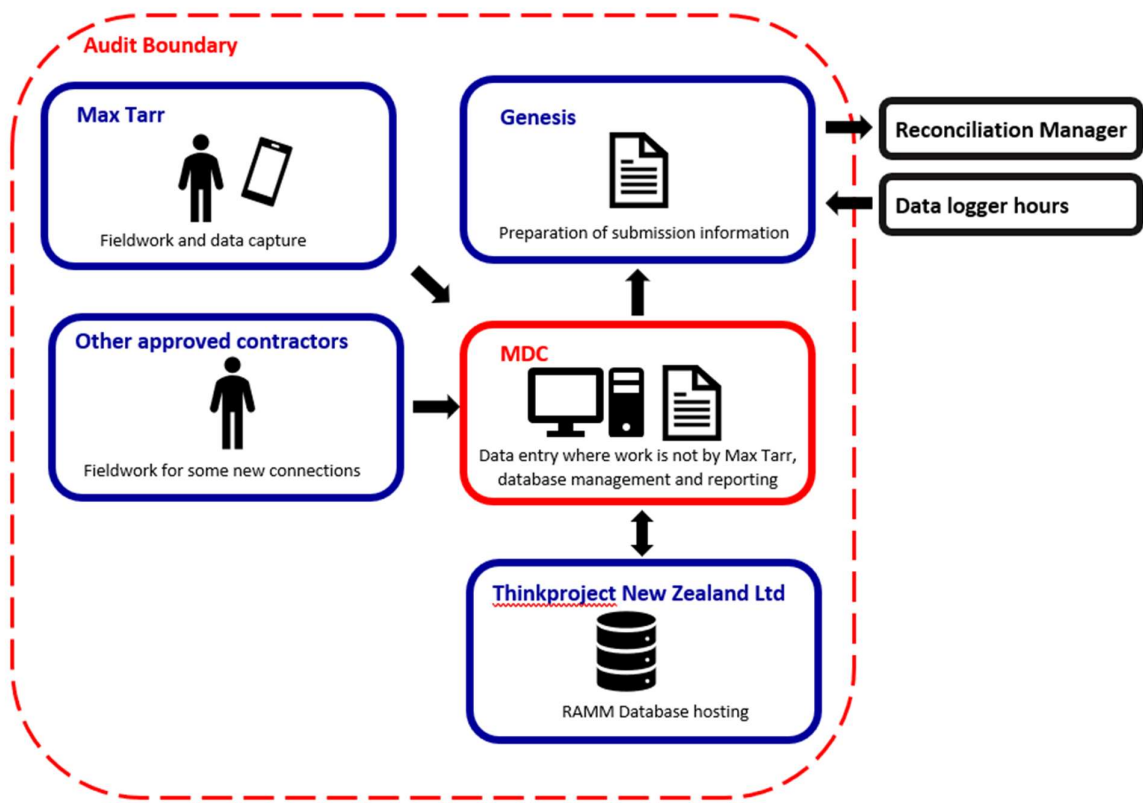 Audit Boundary
Max Tarr
Fieldwork and data capture
Genesis
Preparation of submission information
Reconciliation Manager
Data logger hours
Other approved contractors
Fieldwork for some new connections
MDC
Data entry where work is not by Max Tarr,
database management and reporting
Thinkproject New Zealand Ltd
RAMM Database hosting